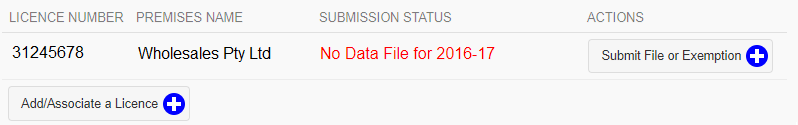 LICENCE NUMBER PREMISES NAME SUBMISSION STATUS ACTIONS
31245678 Wholesales Pty Ltd No Data File for 2016-17 Submit File or Exemption
Add/Associate a Licence